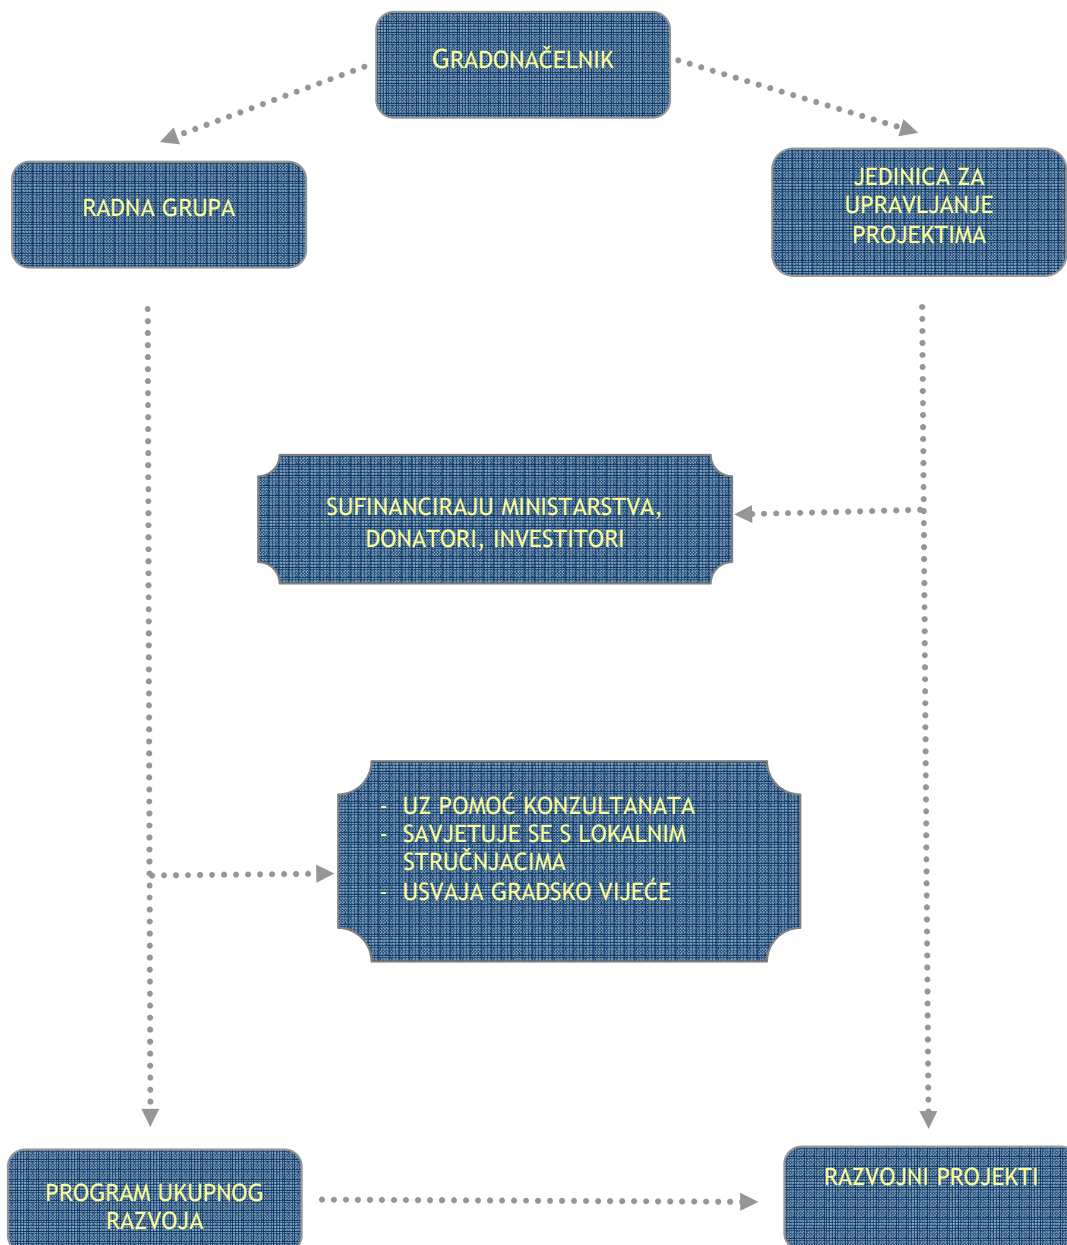 GRADONAČELNIK
RADNA GRUPA
JEDINICA ZA
UPRAVLJANJE
PROJEKTIMA
SUFINANCIRAJU MINISTARSTVA,
DONATORI, INVESTITORI
- UZ POMOĆ KONZULTANATA
- SAVJETUJE SE S LOKALNIM
STRUČNJACIMA
- USVAJA GRADSKO VIJEĆE
PROGRAM UKUPNOG
RAZVOJA
RAZVOJNI PROJEKTI